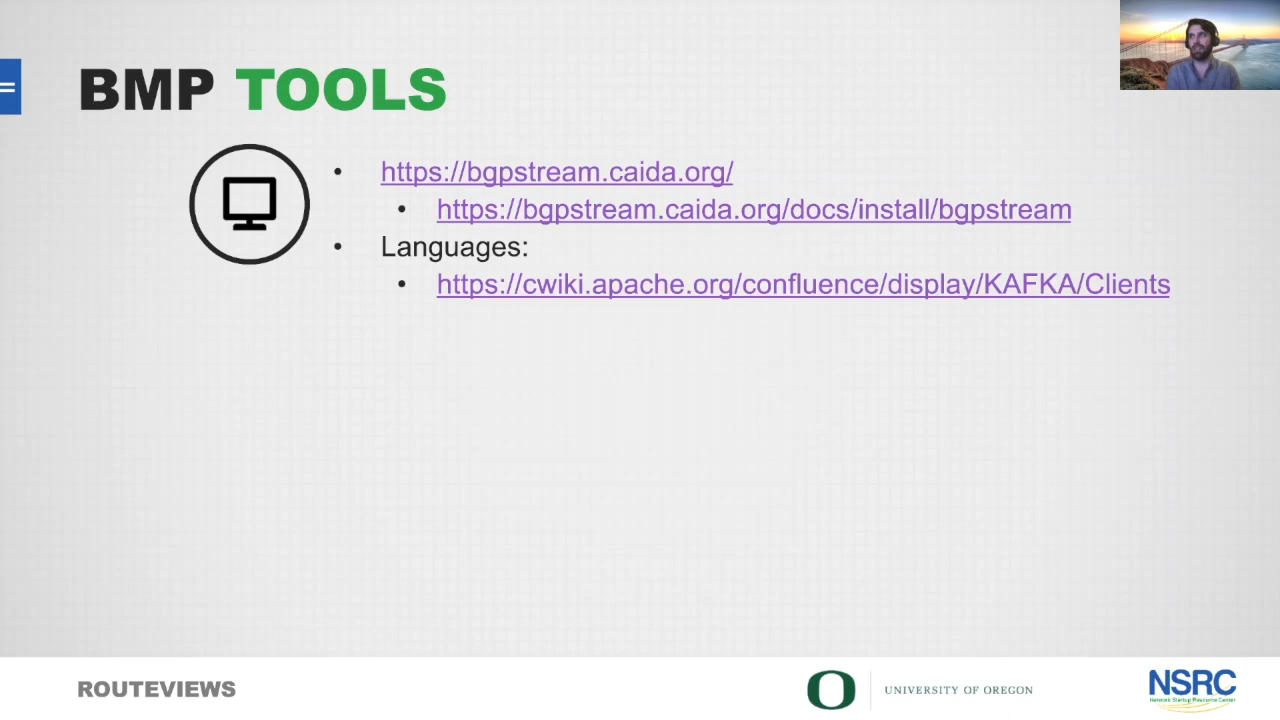 BMP TOOLS
• https://bgpstream.caida.org/
• https://bgpstream.caida.org/docs/install/bgpstream
• Languages:
• https://cwiki.apache.org/confluence/display/KAFKA/Clients
ROUTEVIEWS
UNIVERSITY OF OREGON
NSRC
Network Startup Resource Center